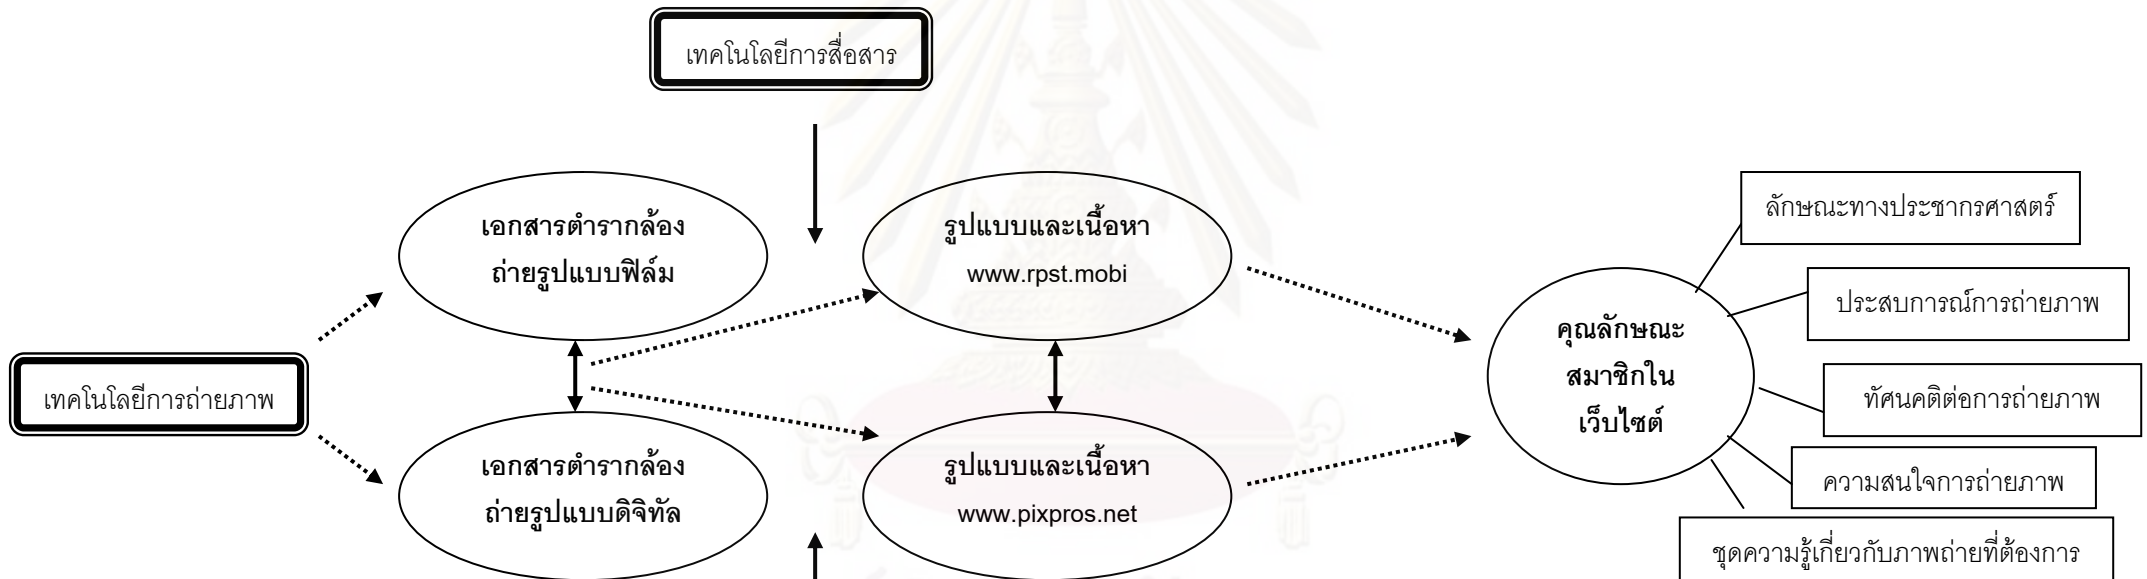 เทคโนโลยีการสื่อสาร
เทคโนโลยีการถ่ายภาพ
เอกสารตำรากล้อง
ถ่ายรูปแบบฟิล์ม
เอกสารตำรากล้อง
ถ่ายรูปแบบดิจิทัล
รูปแบบและเนื้อหา
www.rpst.mobi
รูปแบบและเนื้อหา
www.pixpros.net
คุณลักษณะ
สมาชิกใน
เว็บไซต์
ลักษณะทางประชากรศาสตร์
ประสบการณ์การถ่ายภาพ
ทัศนคติต่อการถ่ายภาพ
ความสนใจการถ่ายภาพ
ชุดความรู้เกี่ยวกับภาพถ่ายที่ต้องการ